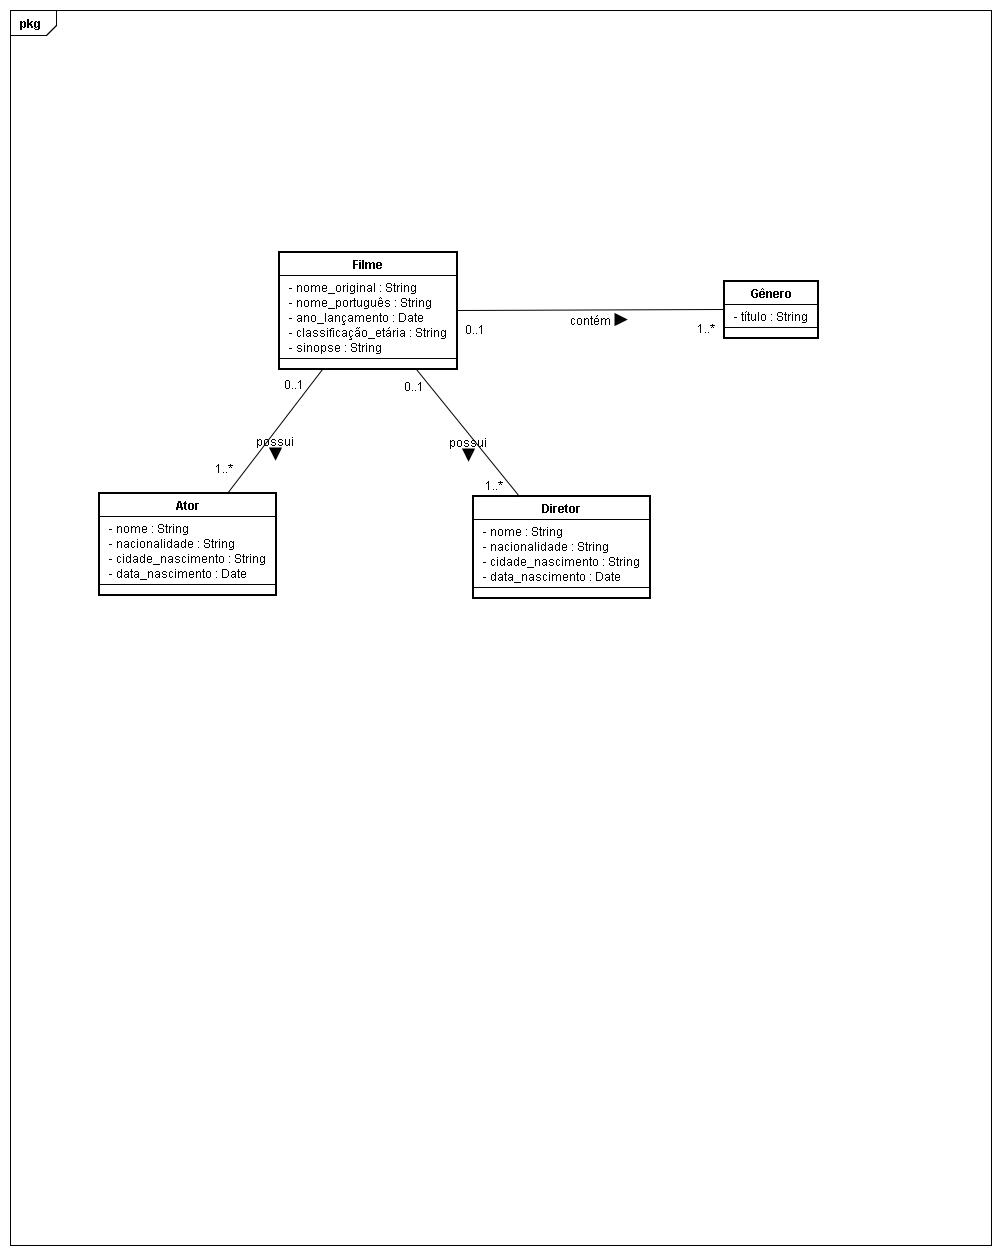 pkg
Filme
- nome_original : String
- nome_português : String
- ano_lançamento : Date
- classificação_etária : String
- sinopse : String
Gênero
- título : String
contém
0..1
1..*
0..1
0..1
possui
possui
1..*
1..*
Ator
- nome : String
- nacionalidade : String
- cidade_nascimento : String
- data_nascimento : Date
Diretor
- nome : String
- nacionalidade : String
- cidade_nascimento : String
- data_nascimento : Date